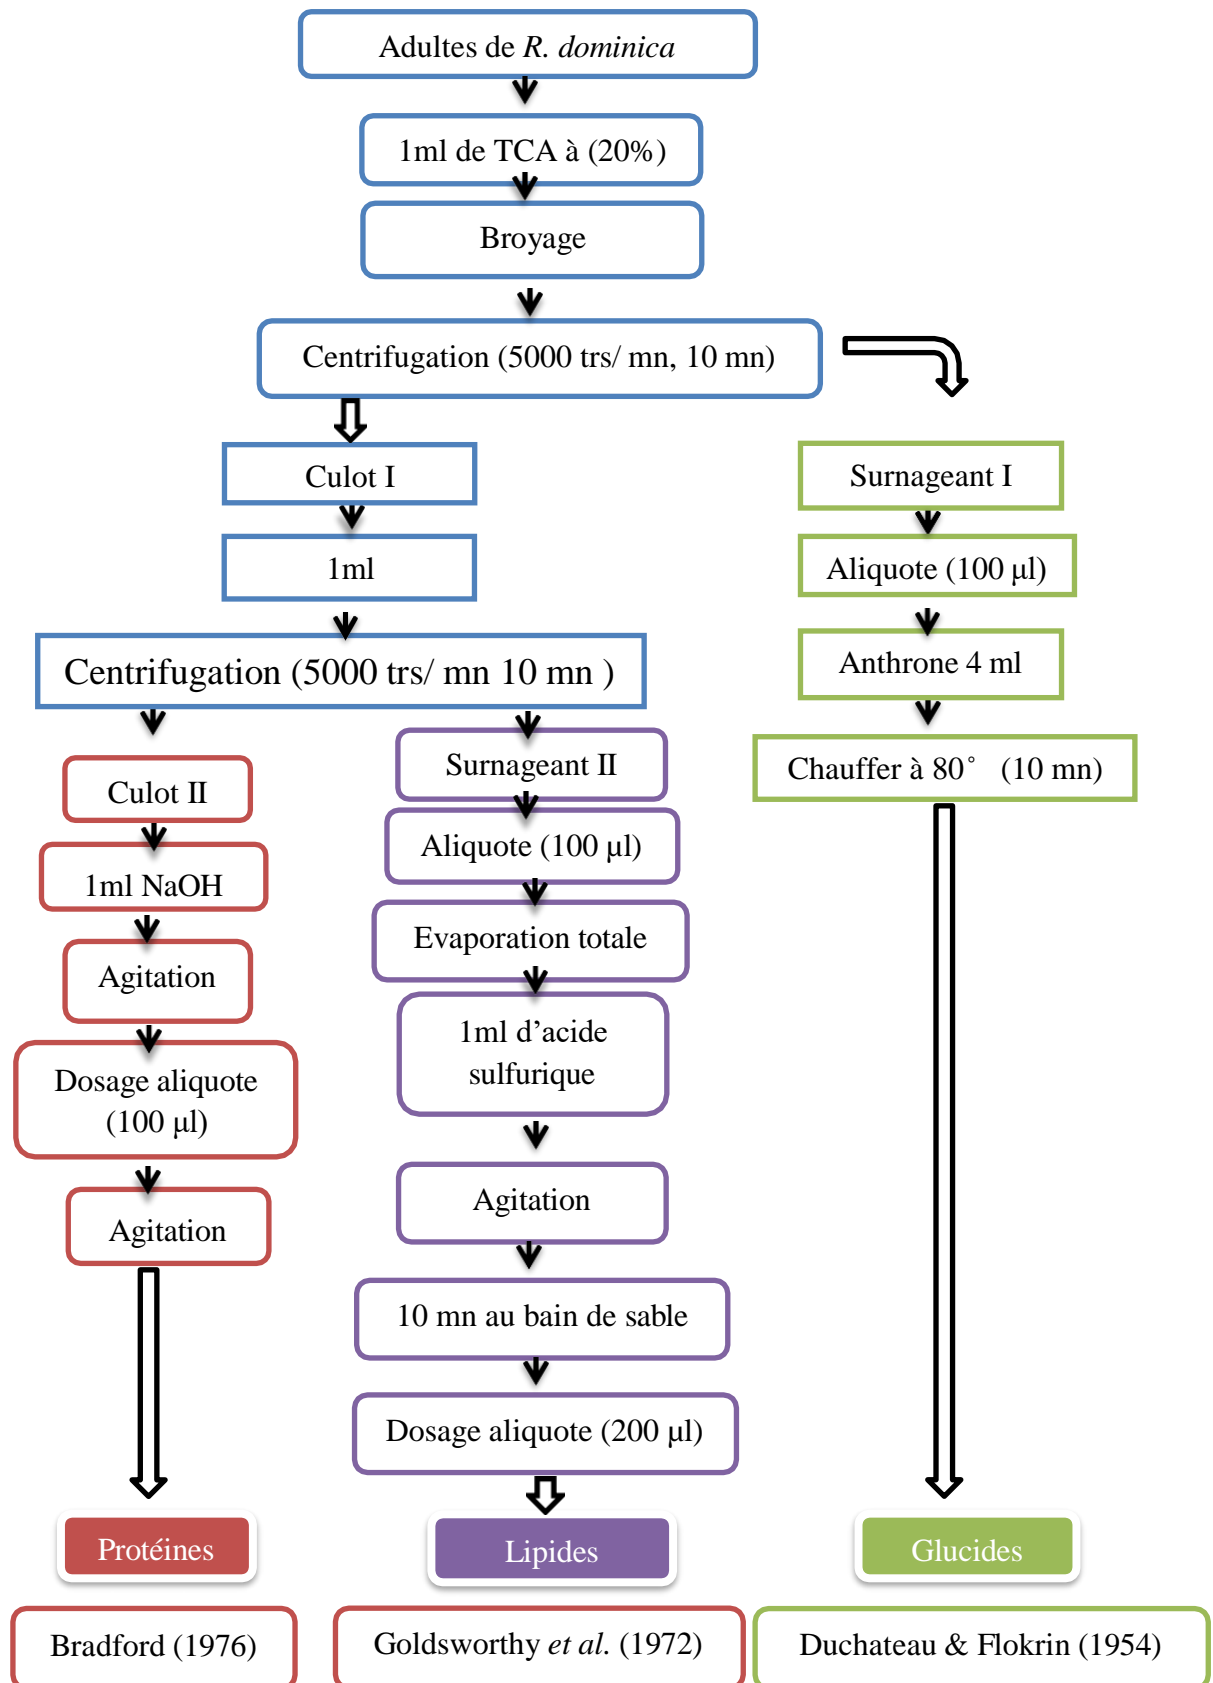 Adultes de R. dominica
1ml de TCA à (20%)
Broyage
Centrifugation (5000 trs/ mn, 10 mn)
Culot I
1ml
Centrifugation (5000 trs/ mn 10 mn )
Culot II
1ml NaOH
Agitation
Dosage aliquote
(100 µl)
Agitation
Protéines
Bradford (1976)
Surnageant II
Aliquote (100 µl)
Evaporation totale
1ml d’acide
sulfurique
Agitation
10 mn au bain de sable
Dosage aliquote (200 µl)
Lipides
Goldsworthy et al. (1972)
Surnageant I
Aliquote (100 µl)
Anthrone 4 ml
Chauffer à 80° (10 mn)
Glucides
Duchateau & Flokrin (1954)